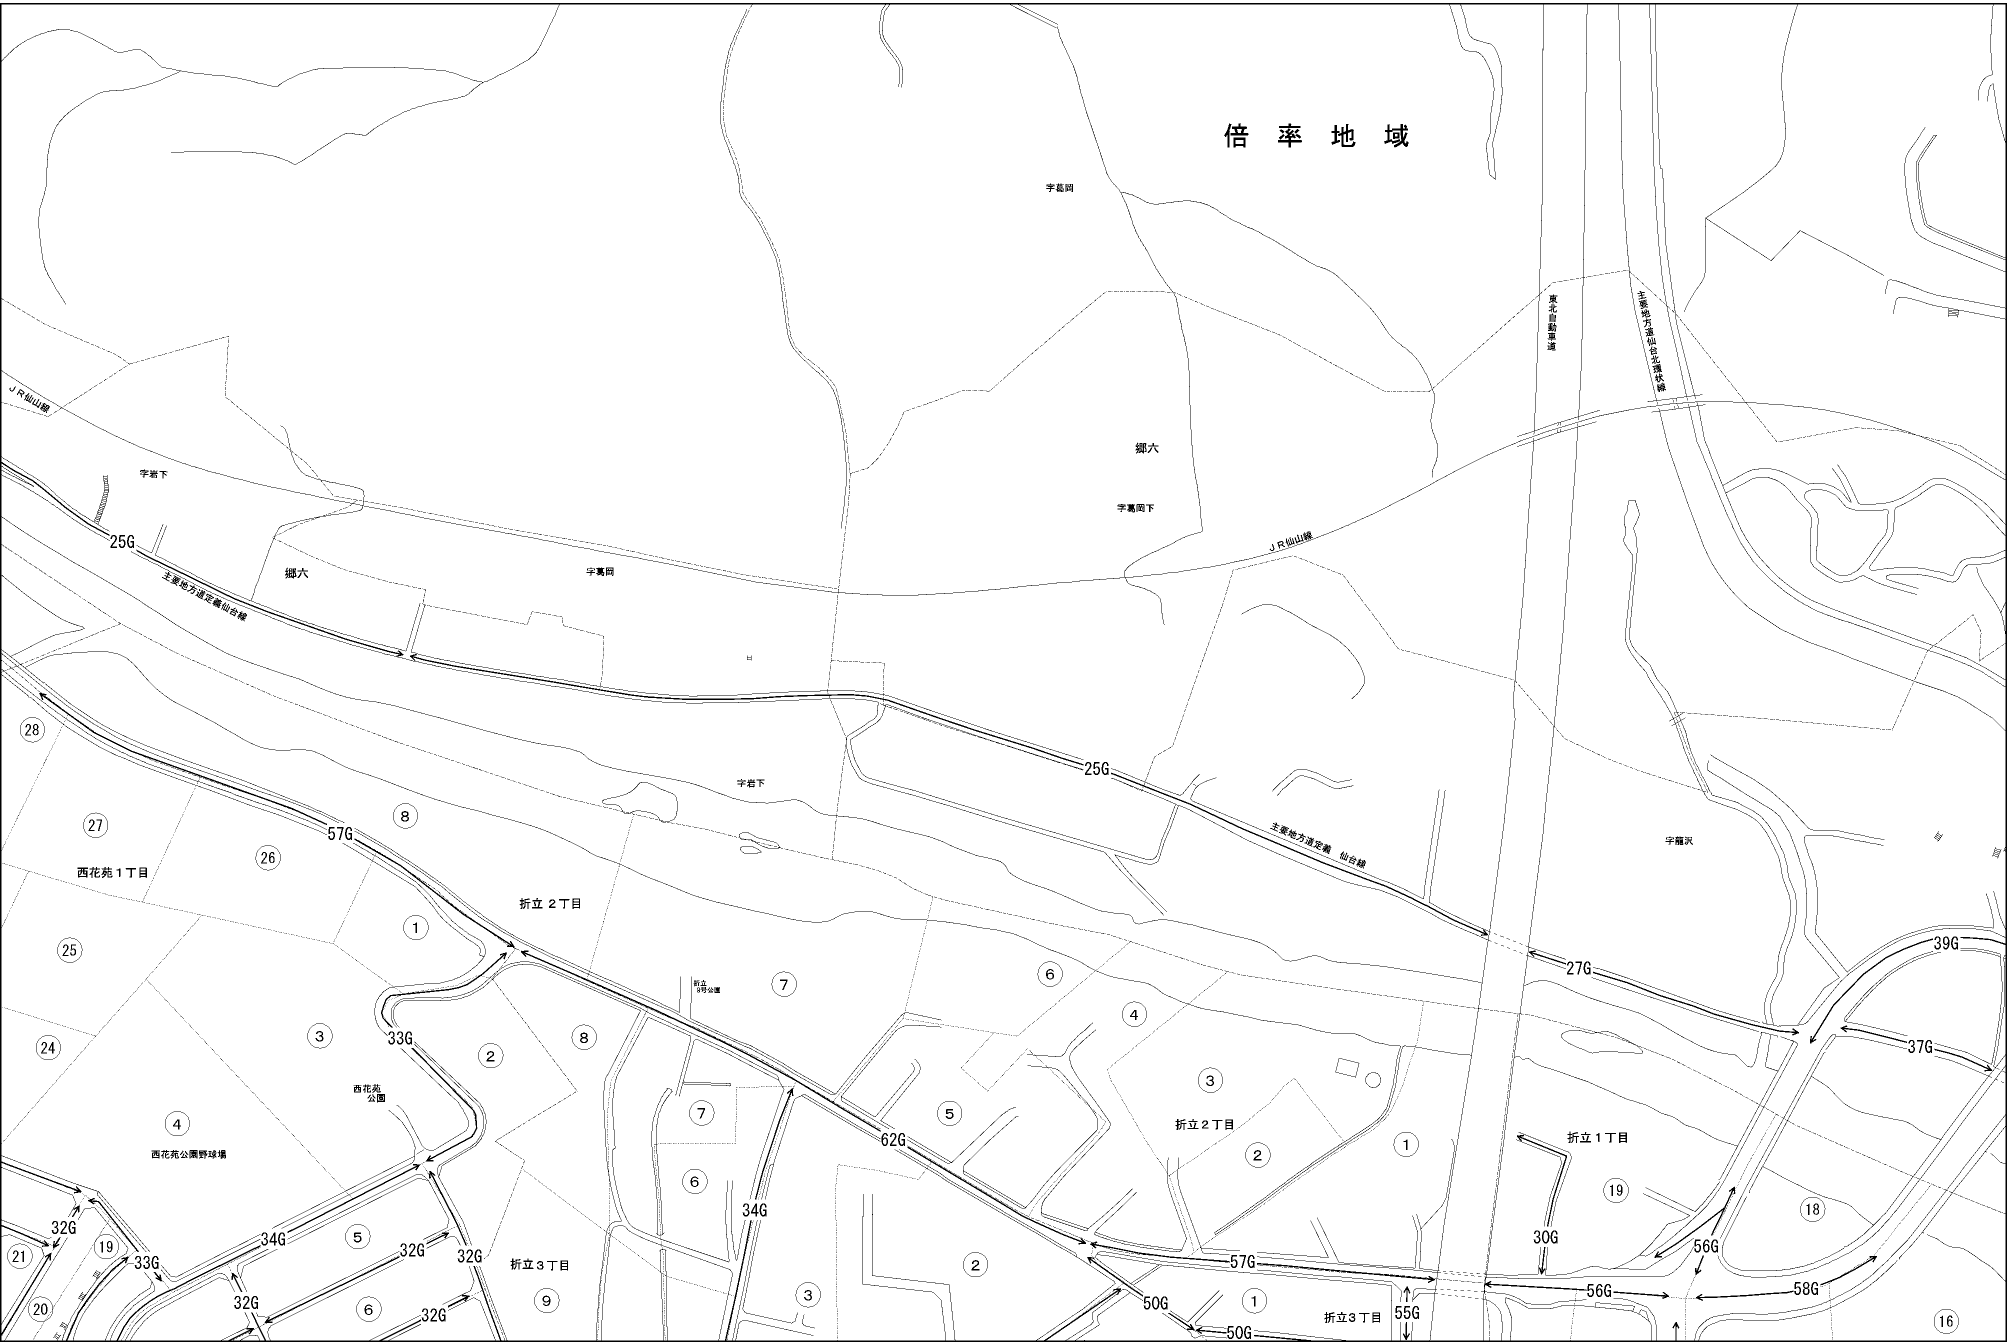 倍率地域
字葛岡
東北自動車道
主要地方道仙台北環状線
JR仙山線
字岩下
郷六
字葛岡下
25G
JR仙山線
郷六
字葛岡
主要地方道定義仙台線
28
25G
字岩下
27
57G
8
26
主要地方道定義 仙台線
字龍沢
西花苑1丁目
折立2丁目
1
25
39G
6
27G
折立
9号公園
7
4
24
3
33G
2
8
37G
西花苑
公園
3
7
5
4
62G
折立2丁目
1
折立1丁目
西花苑公園野球場
2
6
19
34G
18
32G
21
19
34G
5
32G
32G
33G
折立3丁目
30G
56G
57G
2
20
32G
6
32G
9
3
50G
1
折立3丁目
55G
56G
58G
16
50G